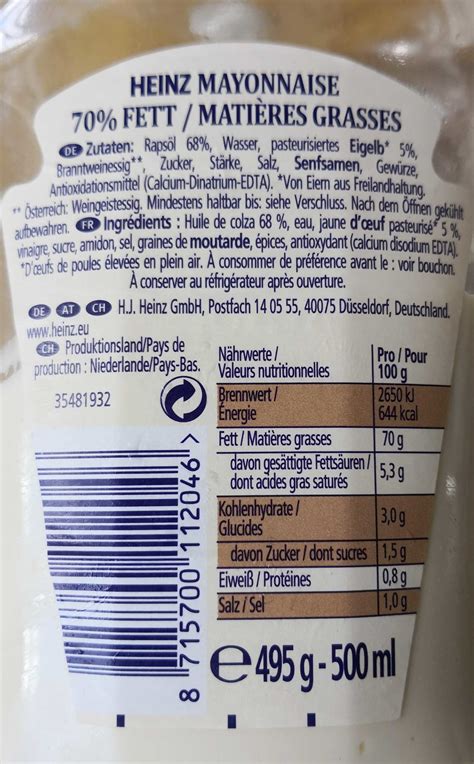 HEINZ MAYONNAISE
70% FETT / MATIÈRES GRASSES
DE Zutaten: Rapsöl 68%, Wasser, pasteurisiertes Eigelb* 5%,
Branntweinessig**, Zucker, Stärke, Salz, Senfsamen, Gewürze,
Antioxidationsmittel (Calcium-Dinatrium-EDTA). *Von Eiern aus Freilandhaltung.
** Österreich: Weingeistessig. Mindestens haltbar bis: siehe Verschluss. Nach dem Öffnen gekühlt
aufbewahren. FR Ingrédients : Huile de colza 68 %, eau, jaune d'œuf pasteurisé* 5 %,
vinaigre, sucre, amidon, sel, graines de moutarde, épices, antioxydant (calcium disodium EDTA).
*D'œufs de poules élevées en plein air. À consommer de préférence avant le : voir bouchon.
À conserver au réfrigérateur après ouverture.
DE AT CH H.J. Heinz GmbH, Postfach 14 05 55, 40075 Düsseldorf, Deutschland.
www.heinz.eu
CH Produktionsland/Pays de
production : Niederlande/Pays-Bas.
35481932
Nährwerte / Pro / Pour
Valeurs nutritionnelles 100 g
Brennwert / 2650 kJ
Énergie 644 kcal
Fett / Matières grasses 70 g
davon gesättigte Fettsäuren / 5,3 g
dont acides gras saturés
Kohlenhydrate / 3,0 g
Glucides
davon Zucker / dont sucres 1,5 g
Eiweiß / Protéines 0,8 g
Salz / Sel 1,0 g
8 715700 112046 >
e 495 g - 500 ml